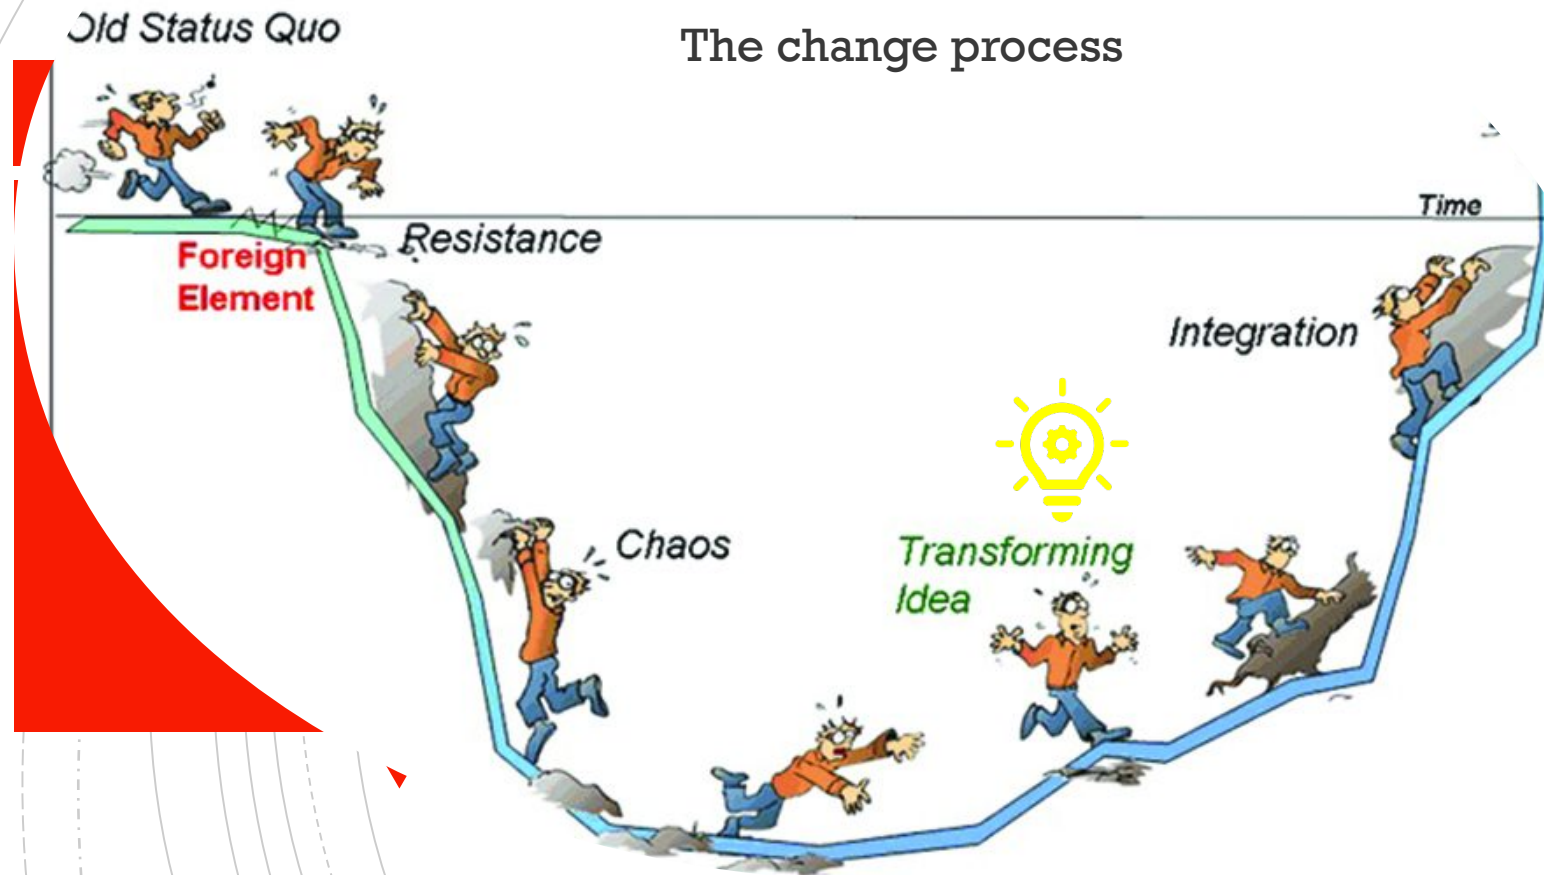 Old Status Quo
The change process
Time
Resistance
Foreign
Element
Integration
Chaos
Transforming
Idea